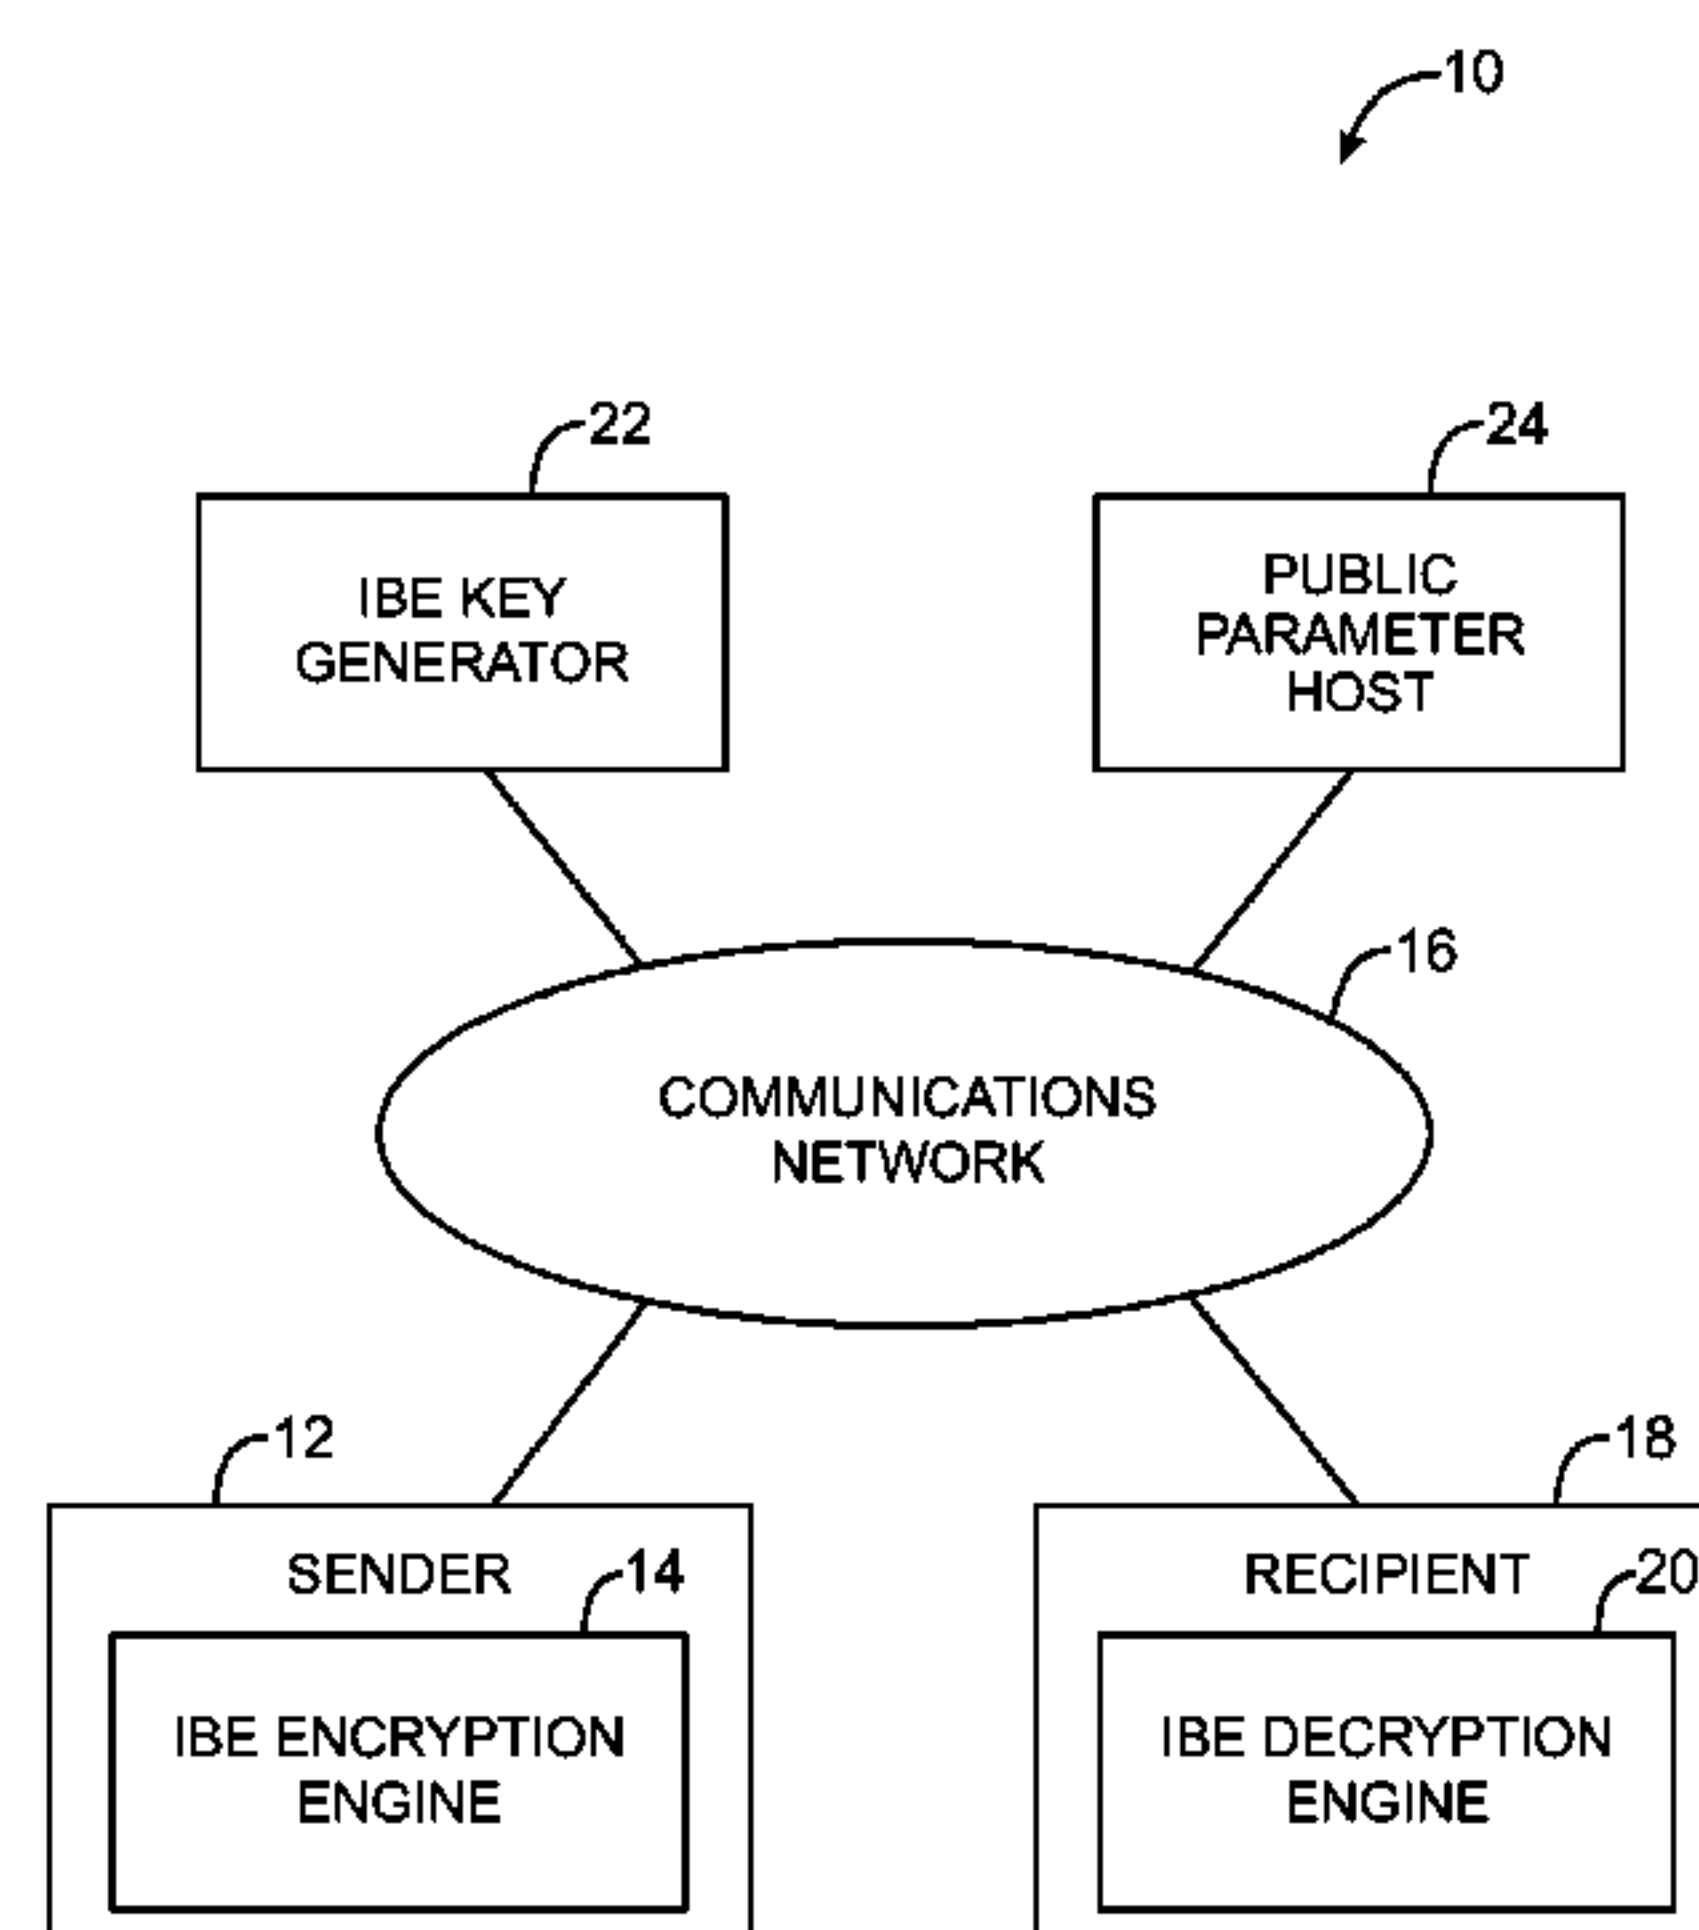 10
22
24
IBE KEY
GENERATOR
PUBLIC
PARAMETER
HOST
16
COMMUNICATIONS
NETWORK
12
18
SENDER
14
RECIPIENT
20
IBE ENCRYPTION
ENGINE
IBE DECRYPTION
ENGINE